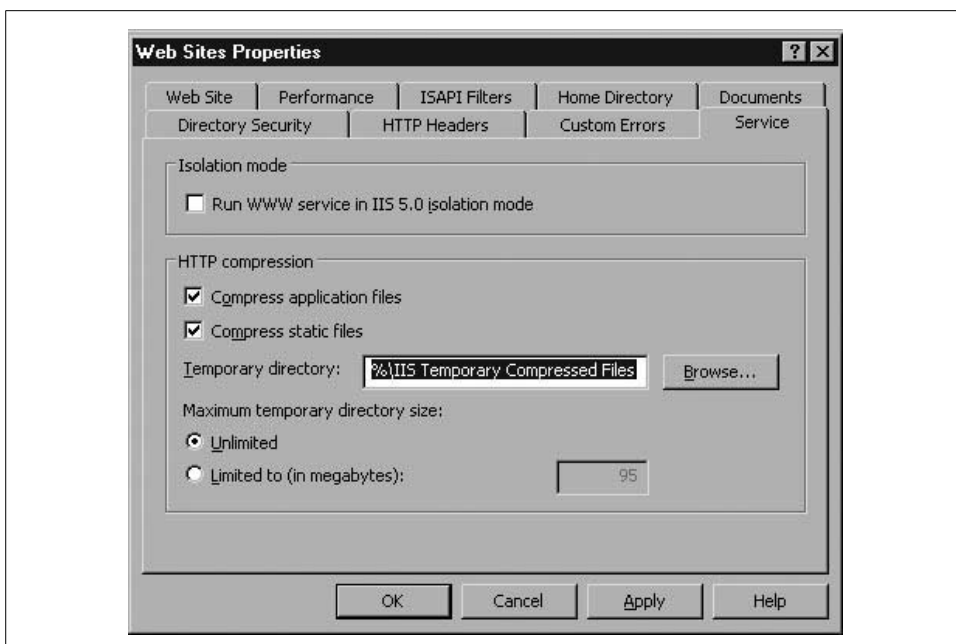 Web Sites Properties
Web Site Performance ISAPI Filters Home Directory Documents
Directory Security HTTP Headers Custom Errors Service
Isolation mode
Run WWW service in IIS 5.0 isolation mode
HTTP compression
Compress application files
Compress static files
Temporary directory: %\IIS Temporary Compressed Files Browse...
Maximum temporary directory size:
Unlimited
Limited to (in megabytes): 95
OK Cancel Apply Help